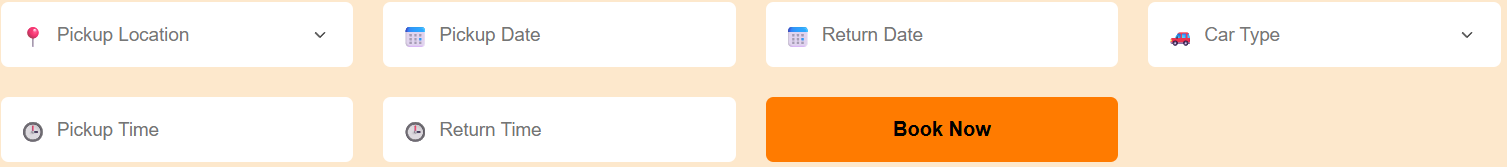 Pickup Location
Pickup Date
Return Date
Car Type
Pickup Time
Return Time
Book Now